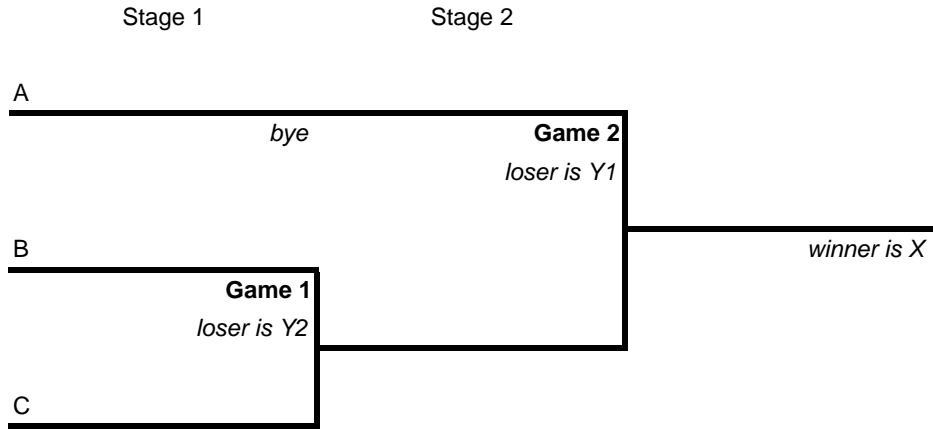 Stage 1
Stage 2
A
bye
Game 2
loser is Y1
B
winner is X
Game 1
loser is Y2
C